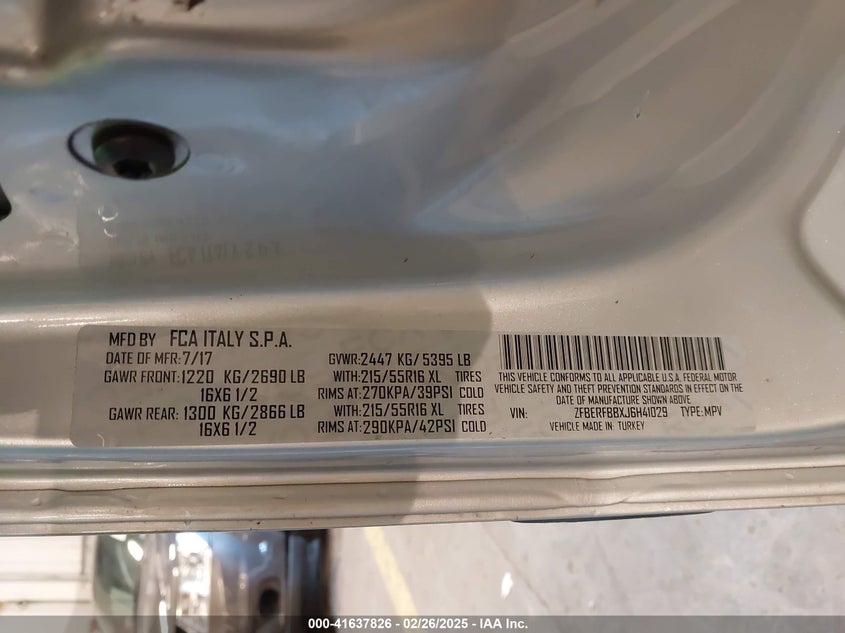 MFD BY FCA ITALY S.P.A.
DATE OF MFR: 7/17
GAWR FRONT: 1220 KG/ 2690 LB
16X6 1/2
GAWR REAR: 1300 KG/ 2866 LB
16X6 1/2
GVWR: 2447 KG/ 5395 LB
WITH: 215/55R16 XL TIRES
RIMS AT: 270KPA/39PSI COLD
WITH: 215/55R16 XL TIRES
RIMS AT: 290KPA/42PSI COLD
THIS VEHICLE CONFORMS TO ALL APPLICABLE U.S.A. FEDERAL MOTOR
VEHICLE SAFETY AND THEFT PREVENTION STANDARDS IN EFFECT ON THE
DATE OF MANUFACTURE SHOWN ABOVE
VIN: ZFBERFBBXJ6H41029 TYPE: MPV
VEHICLE MADE IN: TURKEY
000-41637826 - 02/26/2025 - IAA Inc.